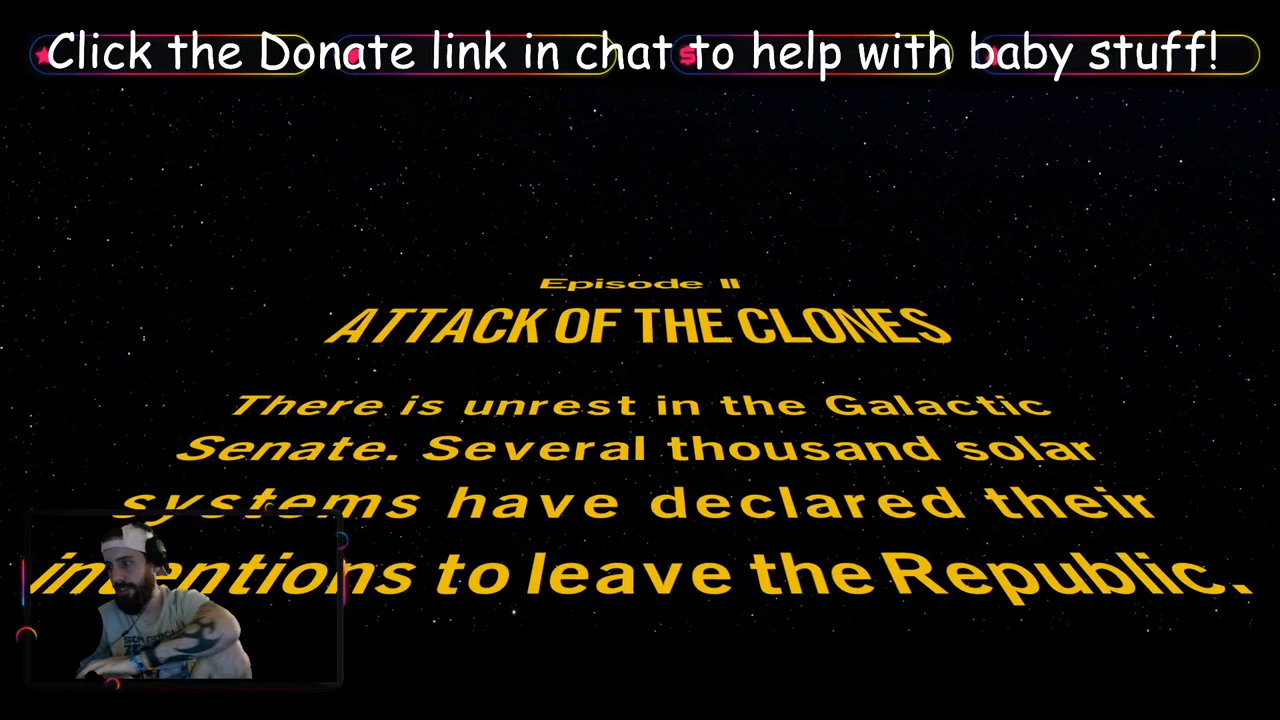 Click the Donate link in chat to help with baby stuff!
Episode II
ATTACK OF THE CLONES
There is unrest in the Galactic
Senate. Several thousand solar
systems have declared their
intentions to leave the Republic.